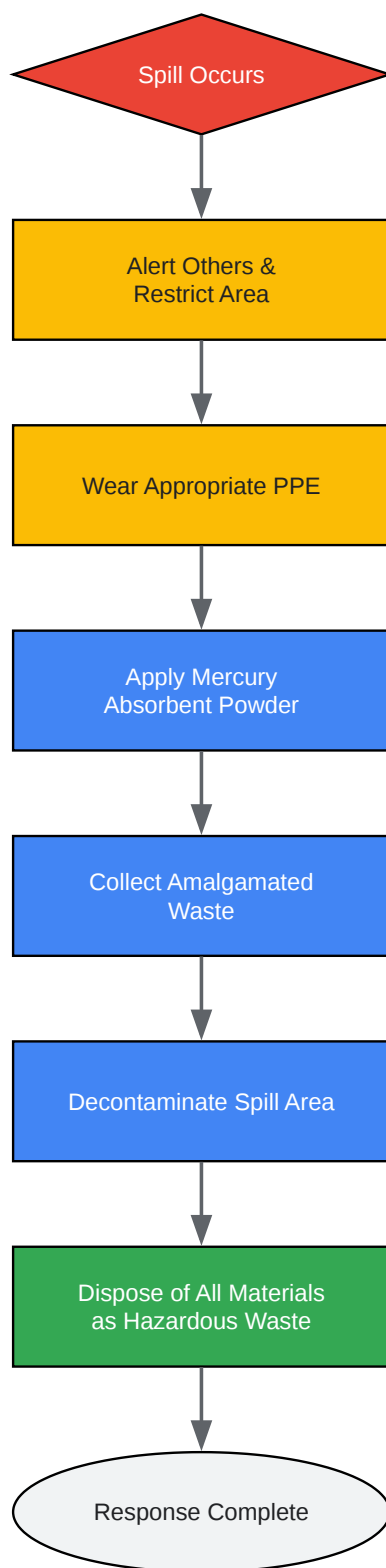 Spill Occurs
Alert Others &
Restrict Area
Wear Appropriate PPE
Apply Mercury
Absorbent Powder
Collect Amalgamated
Waste
Decontaminate Spill Area
Dispose of All Materials
as Hazardous Waste
Response Complete